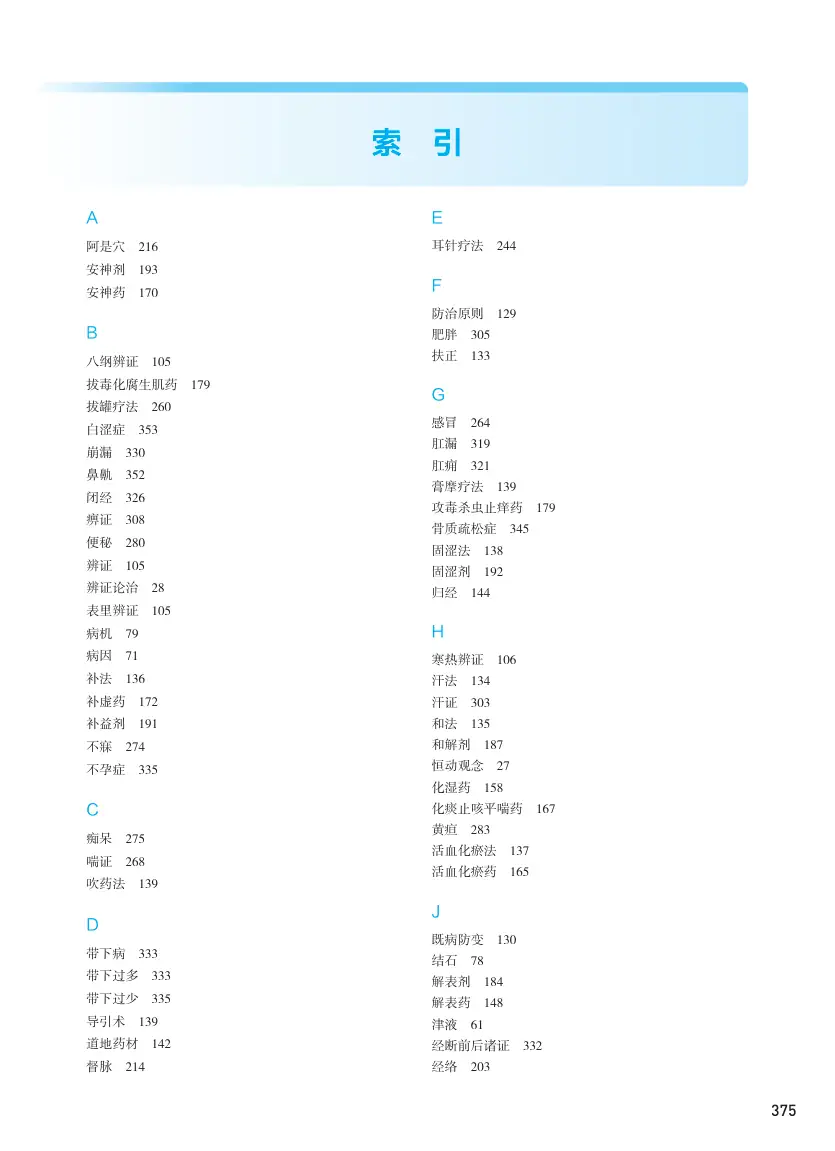 索 引
A
阿是穴 216
安神剂 193
安神药 170
B
八纲辨证 105
拔毒化腐生肌药 179
拔罐疗法 260
白涩症 353
崩漏 330
鼻鼽 352
闭经 326
痹证 308
便秘 280
辨证 105
辨证论治 28
表里辨证 105
病机 79
病因 71
补法 136
补虚药 172
补益剂 191
不寐 274
不孕症 335
C
痴呆 275
喘证 268
吹药法 139
D
带下病 333
带下过多 333
带下过少 335
导引术 139
道地药材 142
督脉 214
E
耳针疗法 244
F
防治原则 129
肥胖 305
扶正 133
G
感冒 264
肛漏 319
肛痈 321
膏摩疗法 139
攻毒杀虫止痒药 179
骨质疏松症 345
固涩法 138
固涩剂 192
归经 144
H
寒热辨证 106
汗法 134
汗证 303
和法 135
和解剂 187
恒动观念 27
化湿药 158
化痰止咳平喘药 167
黄疸 283
活血化瘀法 137
活血化瘀药 165
J
既病防变 130
结石 78
解表剂 184
解表药 148
津液 61
经断前后诸证 332
经络 203
375